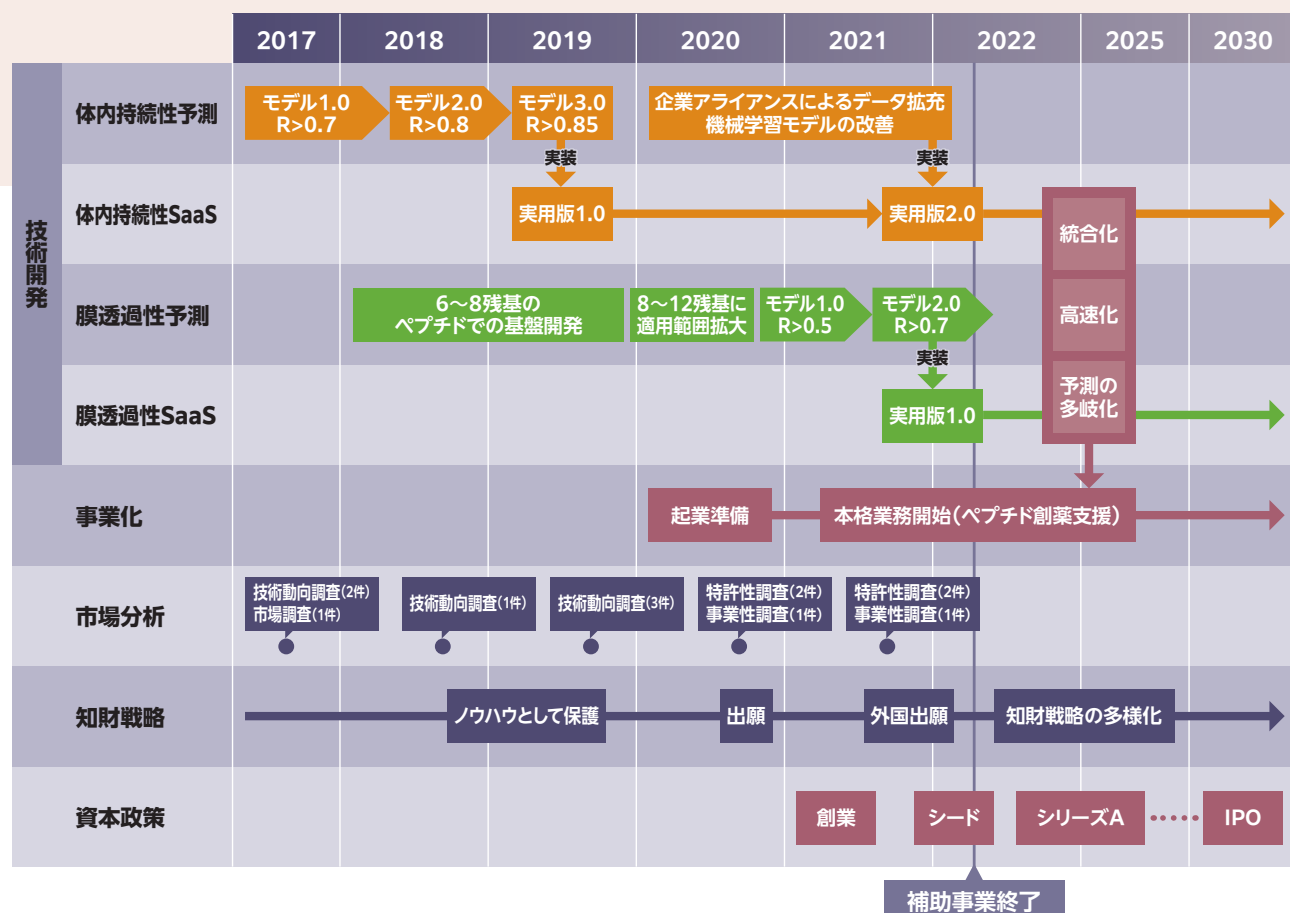 2017 2018 2019 2020 2021 2022 2025 2030
技術開発
体内持続性予測
モデル1.0
R>0.7
モデル2.0
R>0.8
モデル3.0
R>0.85
企業アライアンスによるデータ拡充
機械学習モデルの改善
実装
実装
体内持続性SaaS
実用版1.0
実用版2.0
統合化
高速化
予測の
多岐化
膜透過性予測
6〜8残基の
ペプチドでの基盤開発
8〜12残基に
適用範囲拡大
モデル1.0
R>0.5
モデル2.0
R>0.7
実装
膜透過性SaaS
実用版1.0
事業化
起業準備
本格業務開始(ペプチド創薬支援)
市場分析
技術動向調査(2件)
市場調査(1件)
技術動向調査(1件)
技術動向調査(3件)
特許性調査(2件)
事業性調査(1件)
特許性調査(2件)
事業性調査(1件)
知財戦略
ノウハウとして保護
出願
外国出願
知財戦略の多様化
資本政策
創業
シード
シリーズA
IPO
補助事業終了